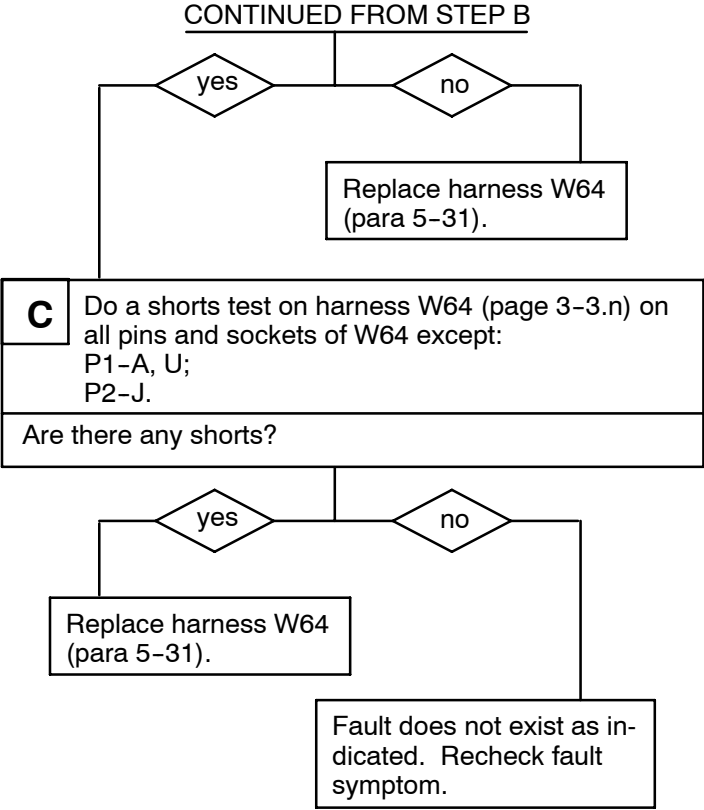 CONTINUED FROM STEP B
yes
no
Replace harness W64
(para 5-31).
C
Do a shorts test on harness W64 (page 3-3.n) on
all pins and sockets of W64 except:
P1-A, U;
P2-J.
Are there any shorts?
yes
no
Replace harness W64
(para 5-31).
Fault does not exist as in-
dicated.  Recheck fault
symptom.